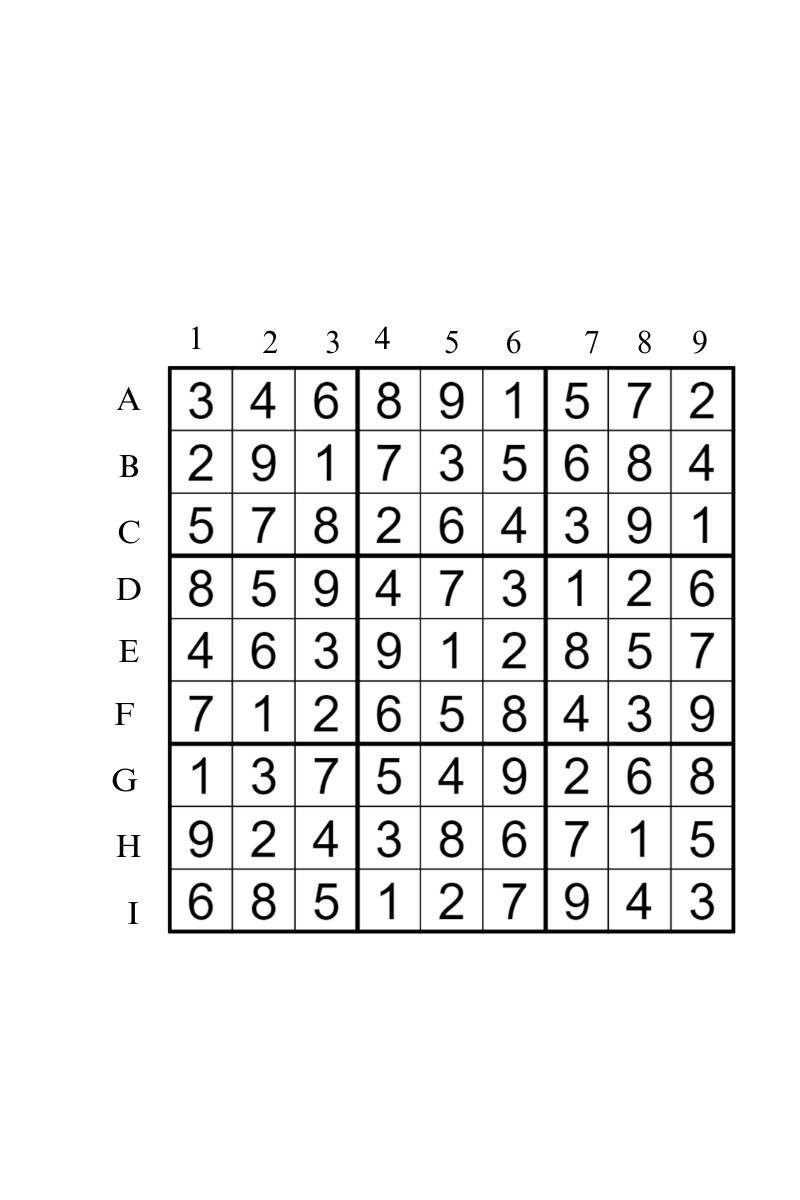 1 2 3 4 5 6 7 8 9
A 3 4 6 8 9 1 5 7 2
B 2 9 1 7 3 5 6 8 4
C 5 7 8 2 6 4 3 9 1
D 8 5 9 4 7 3 1 2 6
E 4 6 3 9 1 2 8 5 7
F 7 1 2 6 5 8 4 3 9
G 1 3 7 5 4 9 2 6 8
H 9 2 4 3 8 6 7 1 5
I 6 8 5 1 2 7 9 4 3